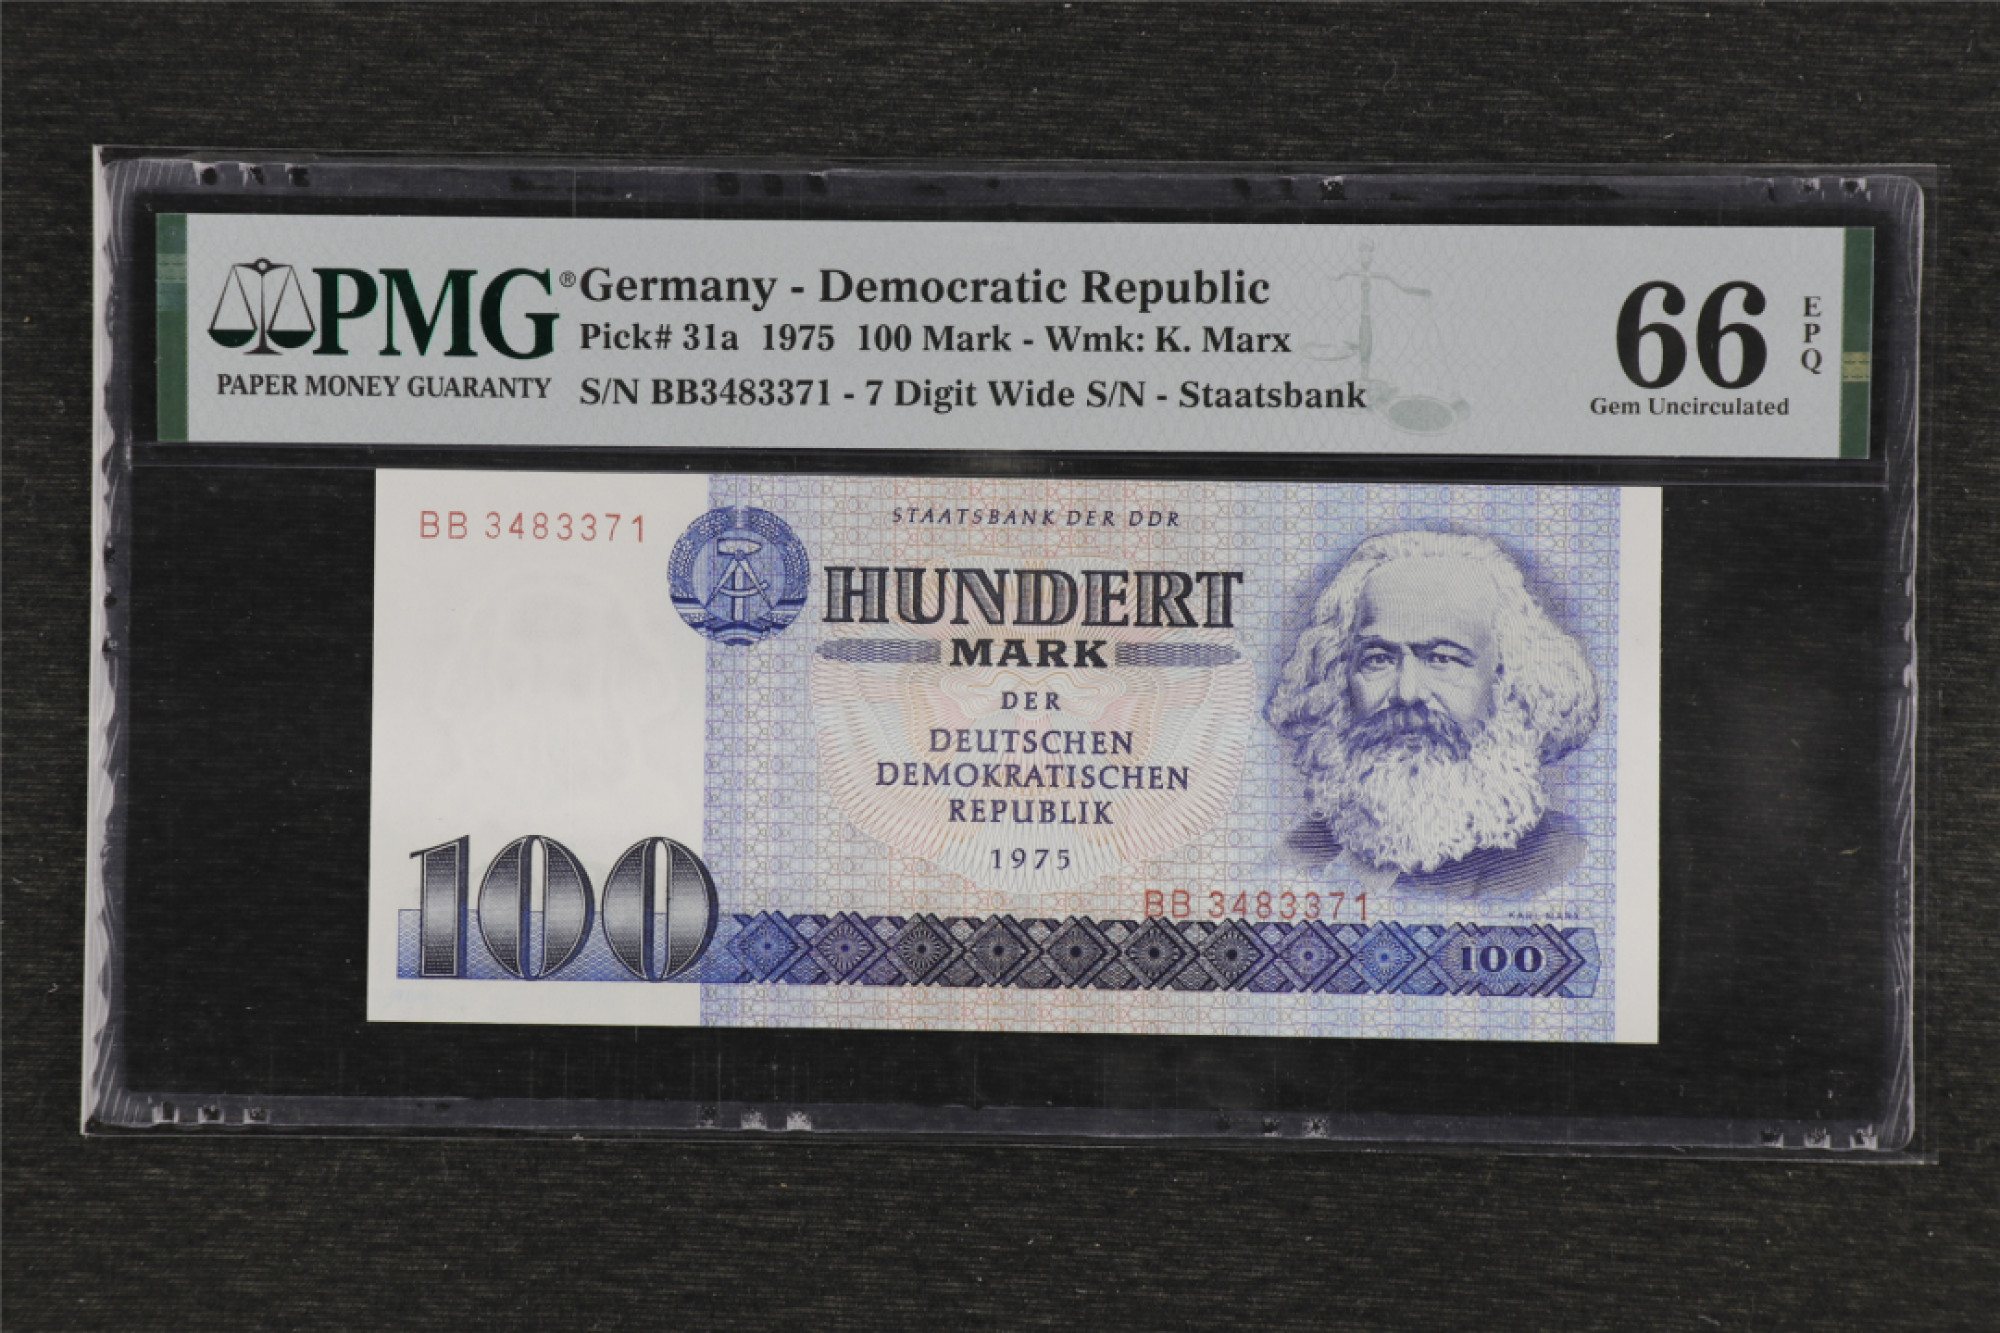 PMG®
PAPER MONEY GUARANTY
Germany - Democratic Republic
Pick# 31a 1975 100 Mark - Wmk: K. Marx
S/N BB3483371 - 7 Digit Wide S/N - Staatsbank
66
EPQ
Gem Uncirculated
BB 3483371
STAATSBANK DER DDR
HUNDERT
MARK
DER
DEUTSCHEN
DEMOKRATISCHEN
REPUBLIK
1975
BB 3483371
KARL MARX
100
100